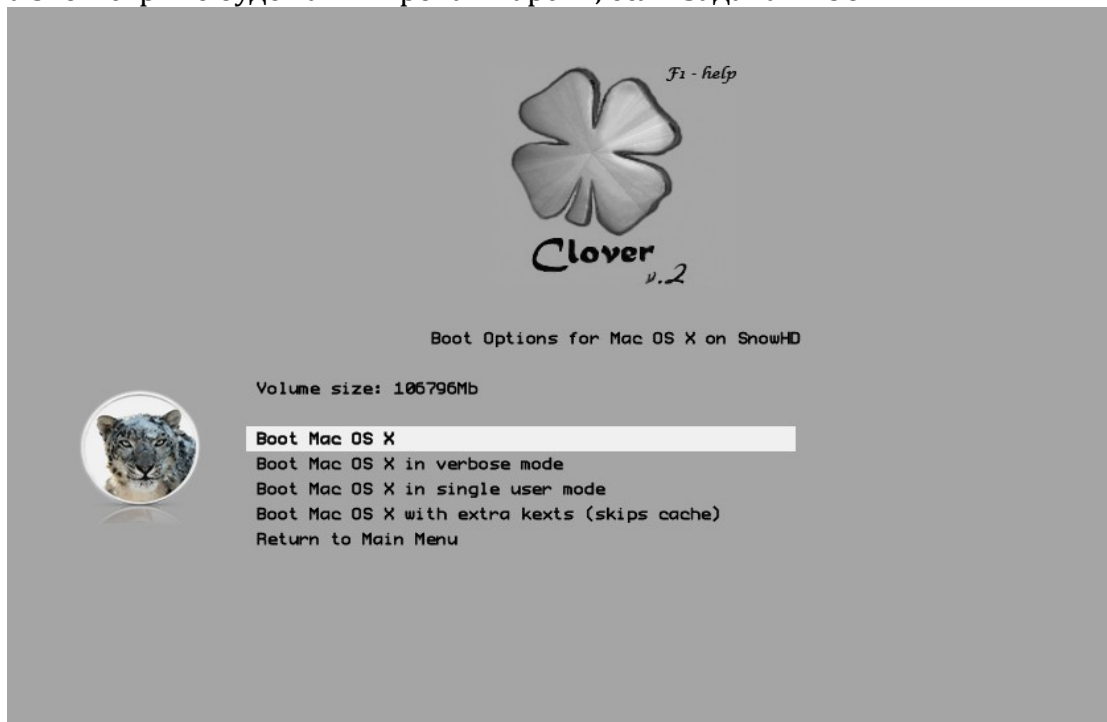 F1 - help
Clover
v.2
Boot Options for Mac OS X on SnowHD
Volume size: 106796Mb
Boot Mac OS X
Boot Mac OS X in verbose mode
Boot Mac OS X in single user mode
Boot Mac OS X with extra kexts (skips cache)
Return to Main Menu